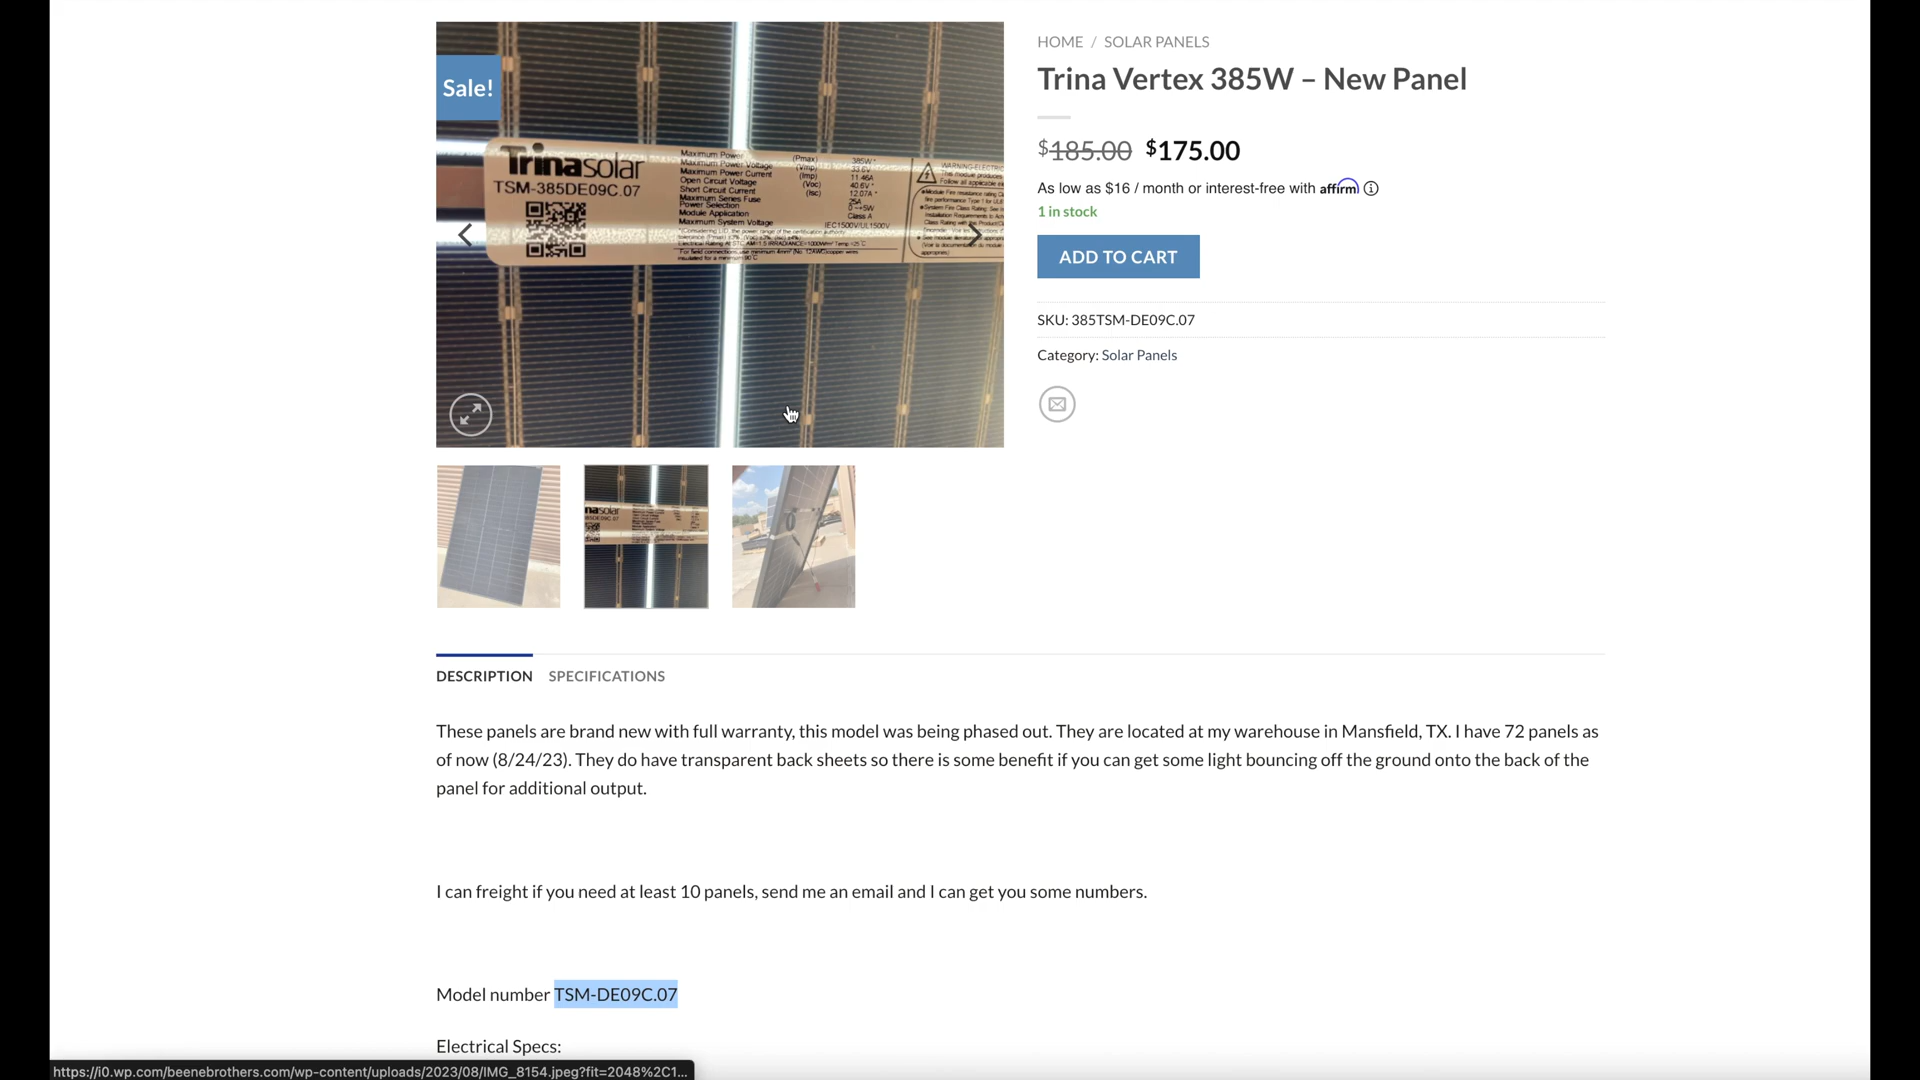 HOME / SOLAR PANELS
Trina Vertex 385W – New Panel
$185.00 $175.00
As low as $16 / month or interest-free with affirm
1 in stock
ADD TO CART
SKU: 385TSM-DE09C.07
Category: Solar Panels
Sale!
Trinasolar
TSM-385DE09C.07
Maximum Power (Pmax) 385W*
Maximum Power Voltage (Vmp)
Maximum Power Current (Imp) 11.46A
Open Circuit Voltage (Voc) 40.6V*
Short Circuit Current (Isc) 12.07A*
Maximum Series Fuse 25A
Power Selection
Module Application Class A
Maximum System Voltage IEC1500V/UL1500V
DESCRIPTION SPECIFICATIONS
These panels are brand new with full warranty, this model was being phased out. They are located at my warehouse in Mansfield, TX. I have 72 panels as
of now (8/24/23). They do have transparent back sheets so there is some benefit if you can get some light bouncing off the ground onto the back of the
panel for additional output.
I can freight if you need at least 10 panels, send me an email and I can get you some numbers.
Model number TSM-DE09C.07
Electrical Specs:
https://i0.wp.com/beenebrothers.com/wp-content/uploads/2023/08/IMG_8154.jpeg?fit=2048%2C1...